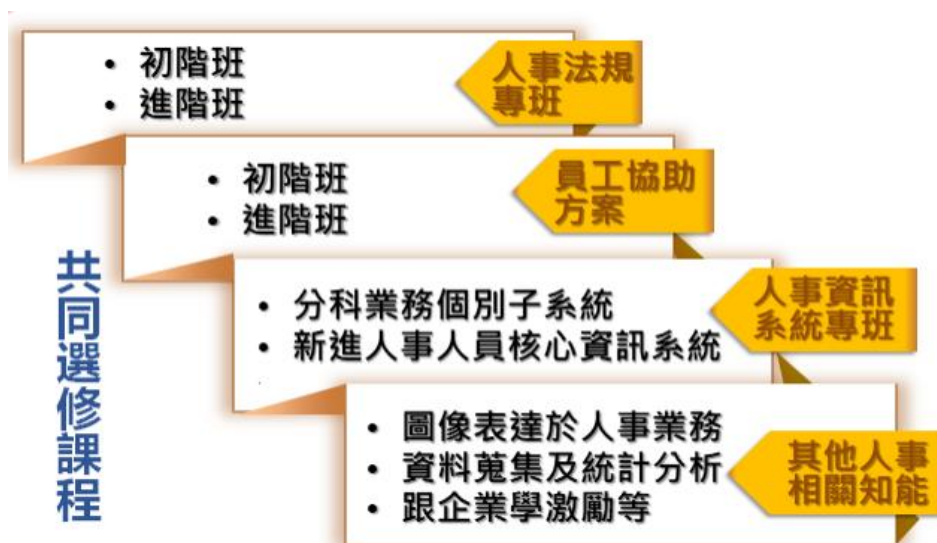 • 初階班
• 進階班
人事法規
專班
• 初階班
• 進階班
員工協助
方案
共同選修課程
• 分科業務個別子系統
• 新進人事人員核心資訊系統
人事資訊
系統專班
• 圖像表達於人事業務
• 資料蒐集及統計分析
• 跟企業學激勵等
其他人事
相關知能